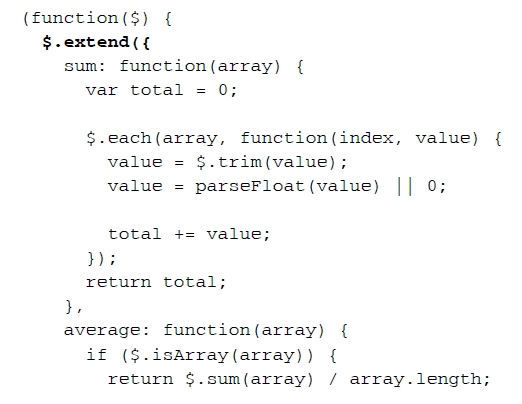 (function($) {
  $.extend({
    sum: function(array) {
      var total = 0;

      $.each(array, function(index, value) {
        value = $.trim(value);
        value = parseFloat(value) || 0;

        total += value;
      });
      return total;
    },
    average: function(array) {
      if ($.isArray(array)) {
        return $.sum(array) / array.length;